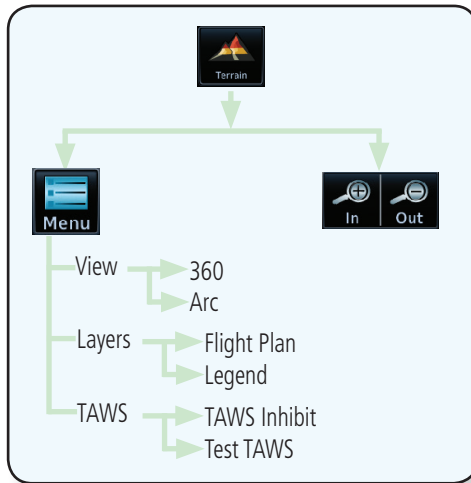 Terrain
Menu
In Out
View
360
Arc
Layers
Flight Plan
Legend
TAWS
TAWS Inhibit
Test TAWS